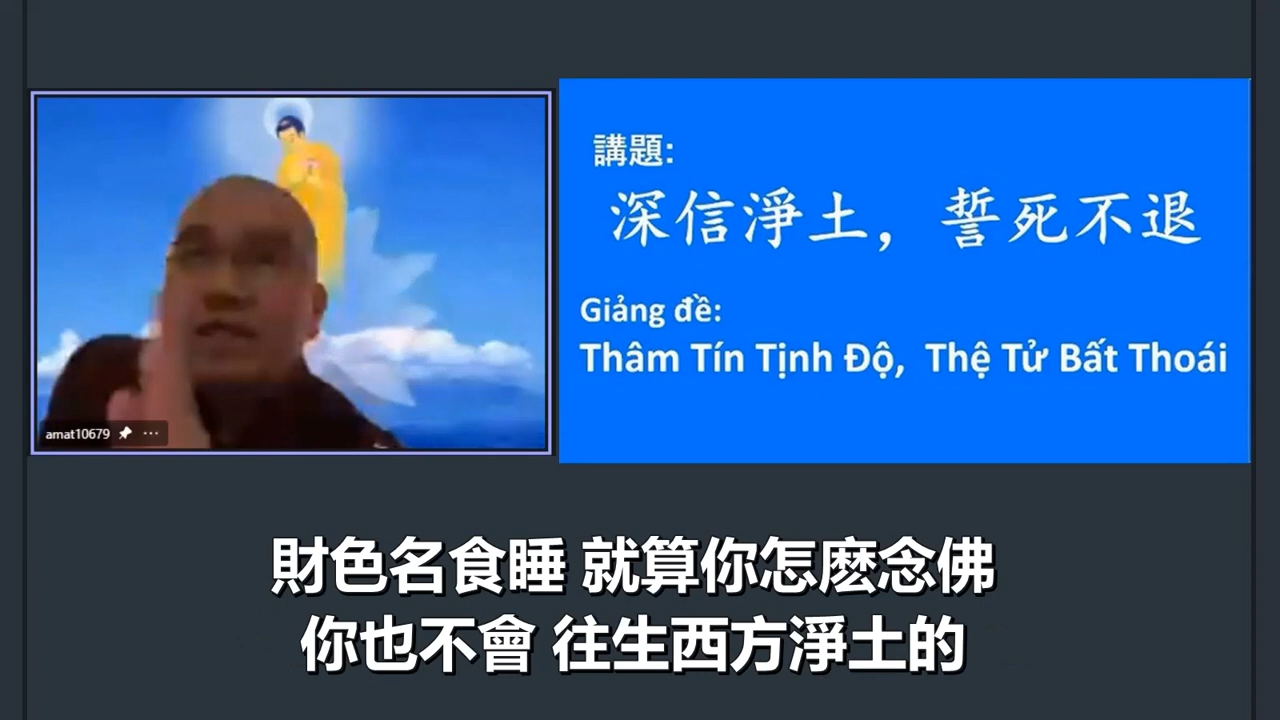 講題:
深信淨土，誓死不退
Giảng đề:
Thâm Tín Tịnh Độ, Thệ Tử Bất Thoái
amat10679
財色名食睡 就算你怎麽念佛
你也不會 往生西方淨土的